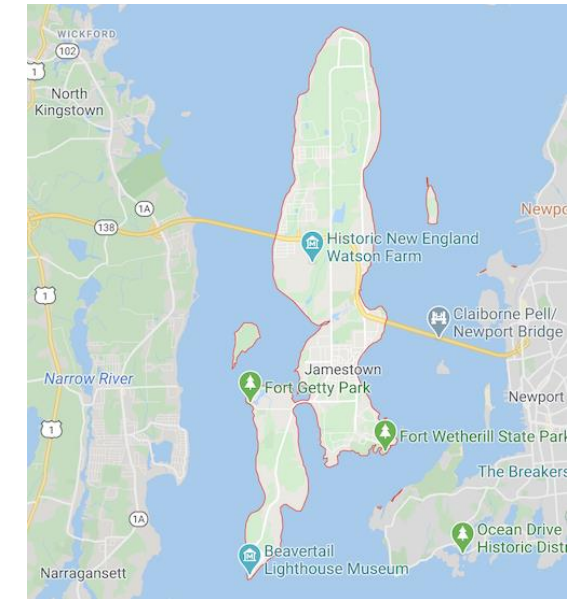 WICKFORD
102
1
North
Kingstown
1A
138
Newpo
Historic New England
Watson Farm
1
Claiborne Pell/
Newport Bridge
Jamestown
Narrow River
Fort Getty Park
Newport
1
Fort Wetherill State Park
The Breakers
1A
Ocean Drive
Historic Distr
Beavertail
Lighthouse Museum
Narragansett